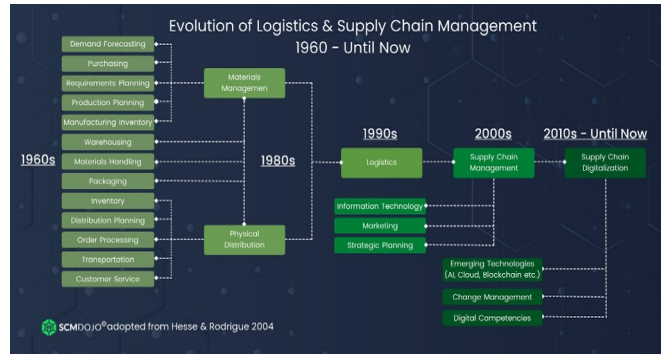 Evolution of Logistics & Supply Chain Management
1960 - Until Now
1960s
Demand Forecasting
Purchasing
Requirements Planning
Production Planning
Manufacturing Inventory
Warehousing
Materials Handling
Packaging
Inventory
Distribution Planning
Order Processing
Transportation
Customer Service
1980s
Materials
Managemen
Physical
Distribution
1990s
Logistics
2000s
Supply Chain
Management
Information Technology
Marketing
Strategic Planning
2010s - Until Now
Supply Chain
Digitalization
Emerging Technologies
(AI, Cloud, Blockchain etc.)
Change Management
Digital Competencies
SCMDOJO® adopted from Hesse & Rodrigue 2004